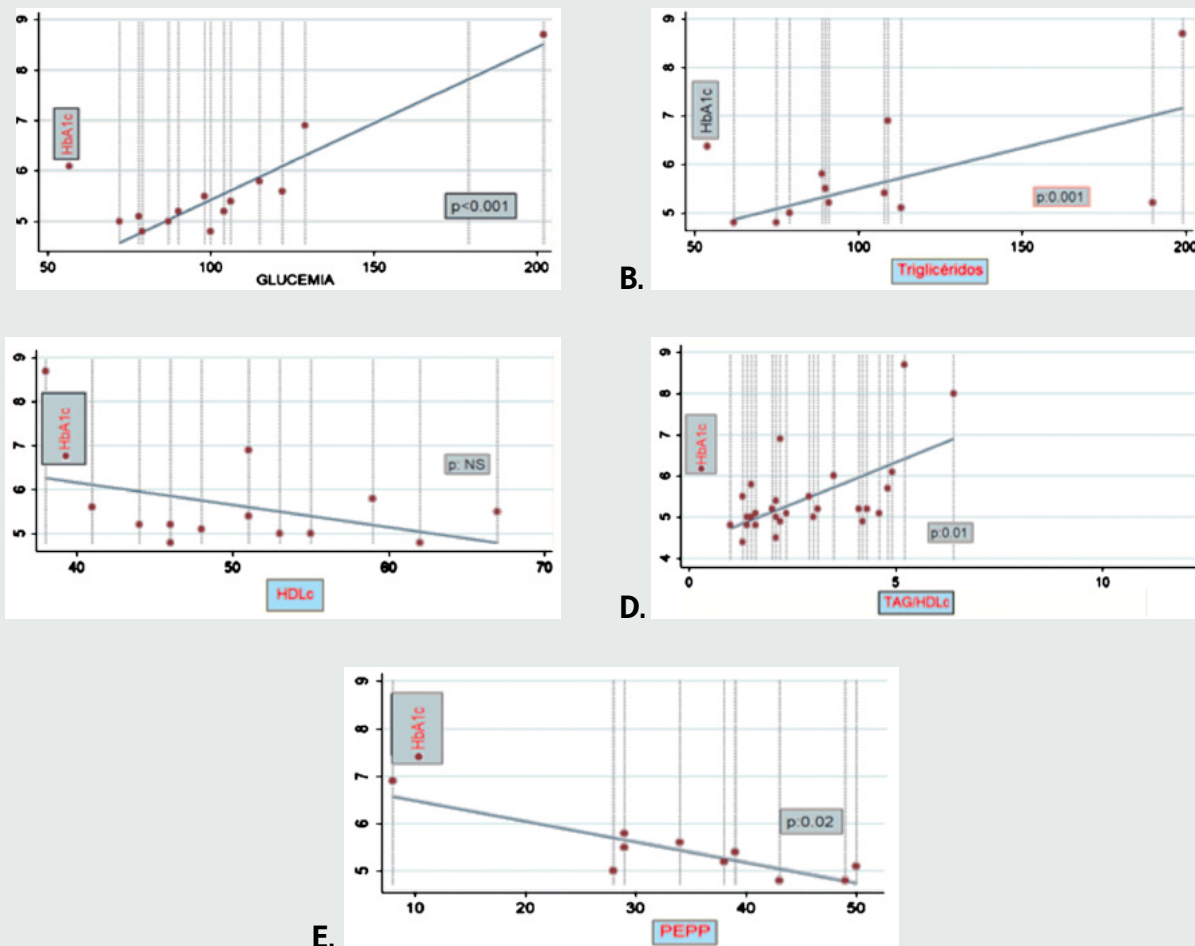 9
8
7
6
5
HbA1c
p<0.001
50
100
150
200
GLUCEMIA
9
8
7
6
5
HbA1c
p:0.001
50
100
150
200
Triglicéridos
B.
9
8
7
6
5
HbA1c
p: NS
40
50
60
70
HDLc
9
8
7
6
5
4
HbA1c
p:0.01
0
5
10
TAG/HDLc
D.
9
8
7
6
5
HbA1c
p:0.02
10
20
30
40
50
PEPP
E.